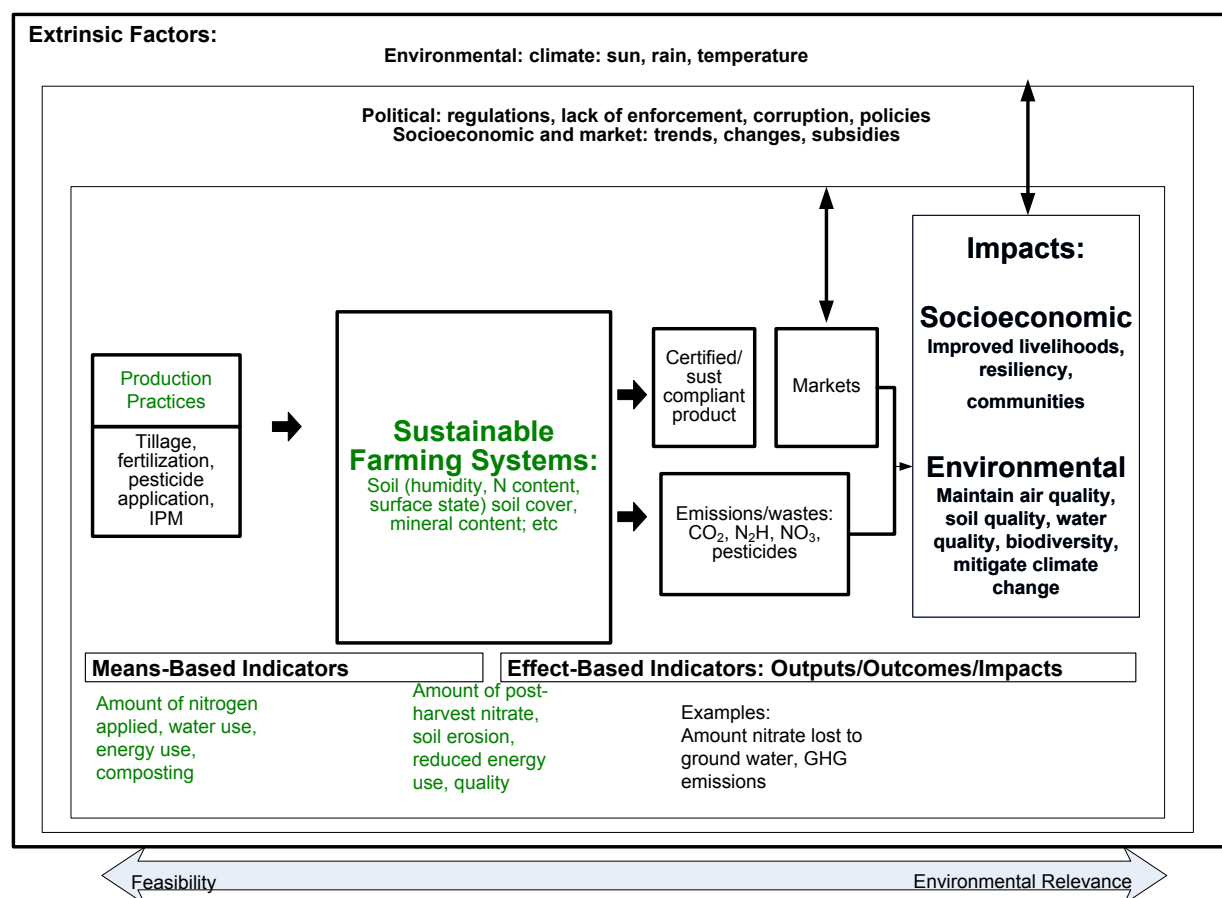 Extrinsic Factors:
Environmental: climate: sun, rain, temperature
Political: regulations, lack of enforcement, corruption, policies
Socioeconomic and market: trends, changes, subsidies
Production
Practices
Tillage,
fertilization,
pesticide
application,
IPM
Sustainable
Farming Systems:
Soil (humidity, N content,
surface state) soil cover,
mineral content; etc
Certified/
sust
compliant
product
Markets
Emissions/wastes:
CO₂, N₂H, NO₃,
pesticides
Impacts:
Socioeconomic
Improved livelihoods,
resiliency,
communities
Environmental
Maintain air quality,
soil quality, water
quality, biodiversity,
mitigate climate
change
Means-Based Indicators
Effect-Based Indicators: Outputs/Outcomes/Impacts
Amount of nitrogen
applied, water use,
energy use,
composting
Amount of post-
harvest nitrate,
soil erosion,
reduced energy
use, quality
Examples:
Amount nitrate lost to
ground water, GHG
emissions
Feasibility
Environmental Relevance